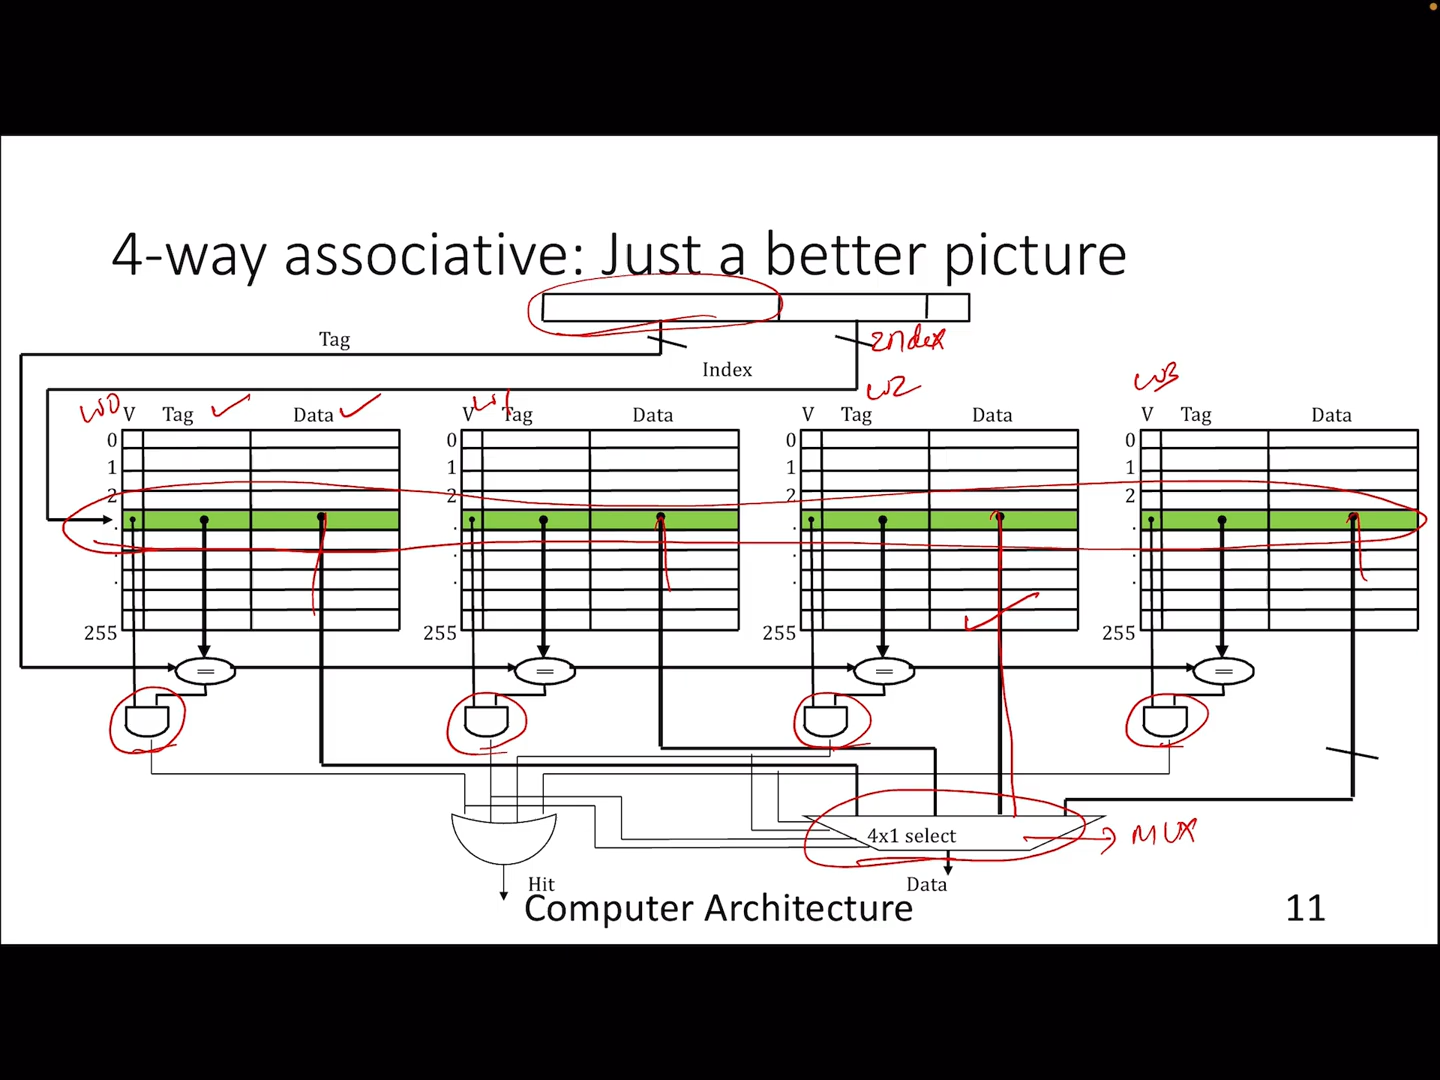 4-way associative: Just a better picture
Tag
Index
Index
W0 V Tag Data
V W1 Tag Data
W2
V Tag Data
W3
V Tag Data
0 0 0 0
1 1 1 1
2 2 2 2
. . . .
. . . .
. . . .
255 255 255 255
= = = =
4x1 select
MUX
Hit
Data
Computer Architecture
11